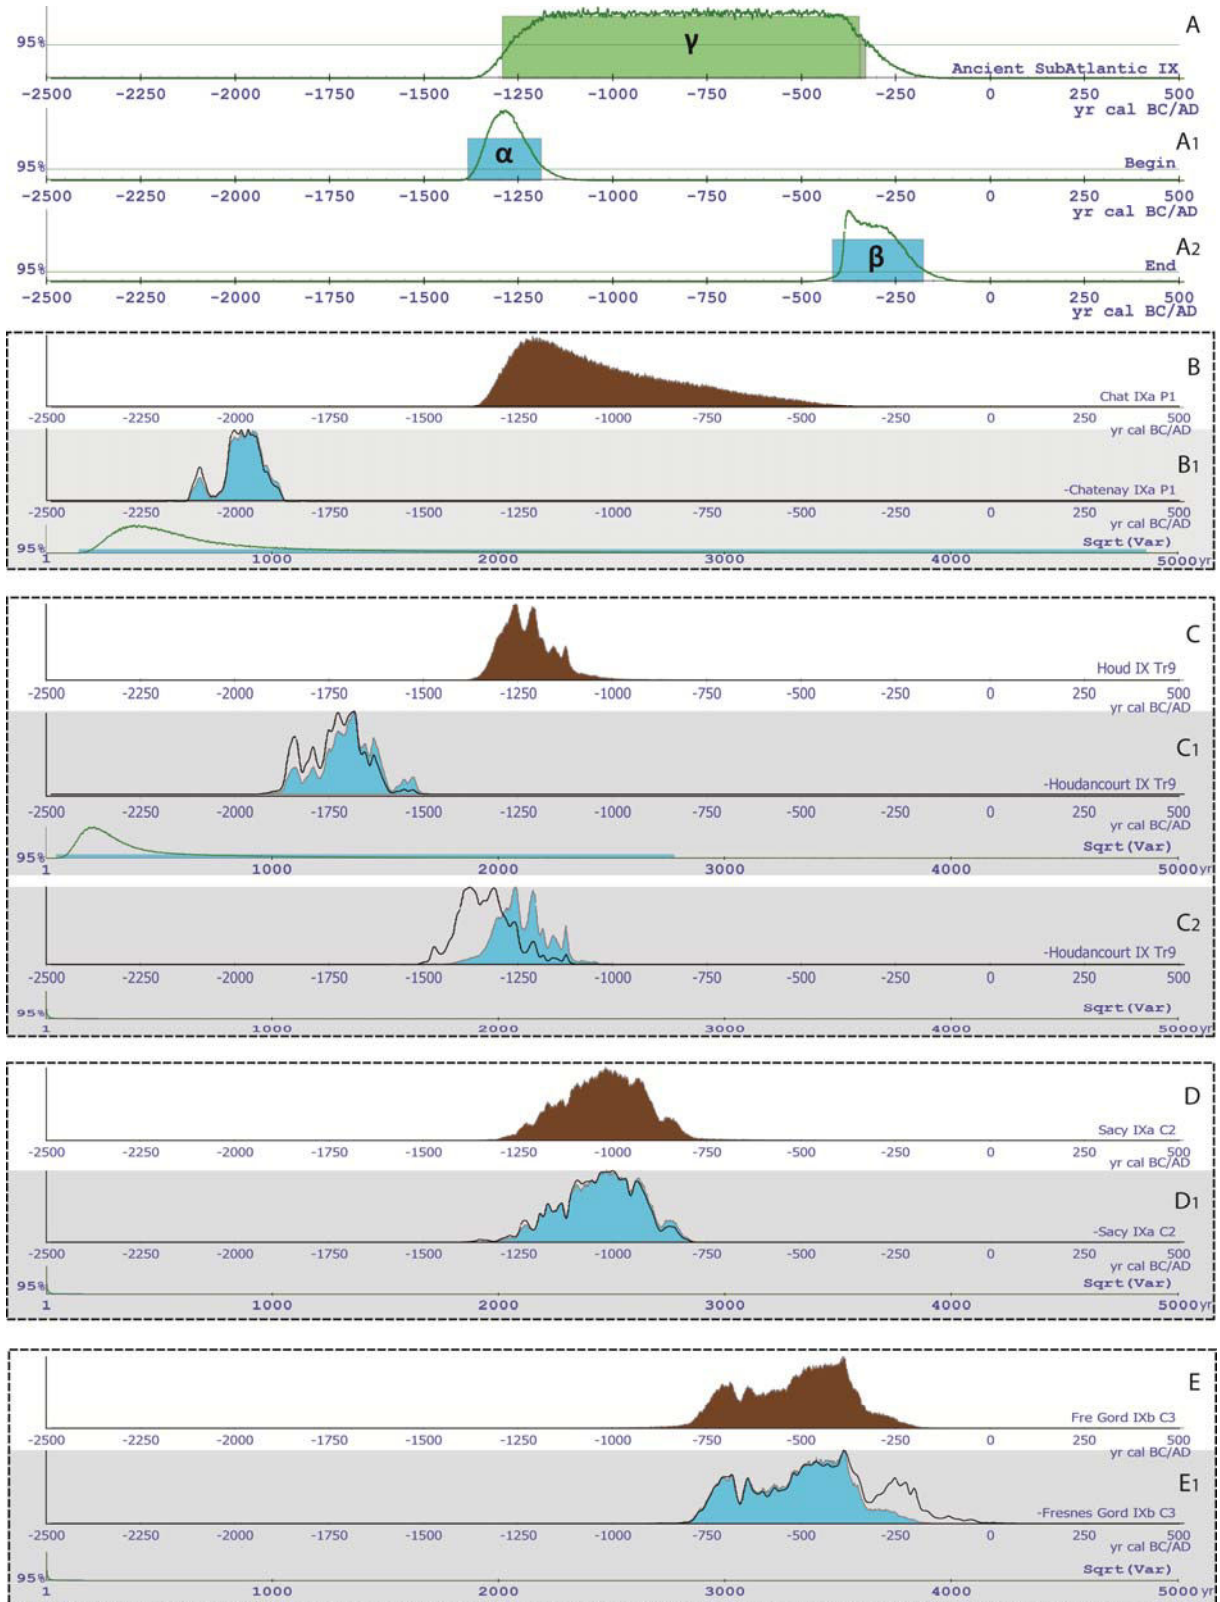 A
γ
95%
Ancient SubAtlantic IX
-2500 -2250 -2000 -1750 -1500 -1250 -1000 -750 -500 -250 0 250 500
yr cal BC/AD
A1
α
95%
Begin
-2500 -2250 -2000 -1750 -1500 -1250 -1000 -750 -500 -250 0 250 500
yr cal BC/AD
A2
β
95%
End
-2500 -2250 -2000 -1750 -1500 -1250 -1000 -750 -500 -250 0 250 500
yr cal BC/AD
B
Chat IXa P1
-2500 -2250 -2000 -1750 -1500 -1250 -1000 -750 -500 -250 0 250 500
yr cal BC/AD
B1
-Chatenay IXa P1
-2500 -2250 -2000 -1750 -1500 -1250 -1000 -750 -500 -250 0 250 500
yr cal BC/AD
Sqrt(Var)
95%
1 1000 2000 3000 4000 5000yr
C
Houd IX Tr9
-2500 -2250 -2000 -1750 -1500 -1250 -1000 -750 -500 -250 0 250 500
yr cal BC/AD
C1
-Houdancourt IX Tr9
-2500 -2250 -2000 -1750 -1500 -1250 -1000 -750 -500 -250 0 250 500
yr cal BC/AD
Sqrt(Var)
95%
1 1000 2000 3000 4000 5000yr
C2
-Houdancourt IX Tr9
-2500 -2250 -2000 -1750 -1500 -1250 -1000 -750 -500 -250 0 250 500
yr cal BC/AD
Sqrt(Var)
95%
1 1000 2000 3000 4000 5000yr
D
Sacy IXa C2
-2500 -2250 -2000 -1750 -1500 -1250 -1000 -750 -500 -250 0 250 500
yr cal BC/AD
D1
-Sacy IXa C2
-2500 -2250 -2000 -1750 -1500 -1250 -1000 -750 -500 -250 0 250 500
yr cal BC/AD
Sqrt(Var)
95%
1 1000 2000 3000 4000 5000yr
E
Fre Gord IXb C3
-2500 -2250 -2000 -1750 -1500 -1250 -1000 -750 -500 -250 0 250 500
yr cal BC/AD
E1
-Fresnes Gord IXb C3
-2500 -2250 -2000 -1750 -1500 -1250 -1000 -750 -500 -250 0 250 500
yr cal BC/AD
Sqrt(Var)
95%
1 1000 2000 3000 4000 5000yr